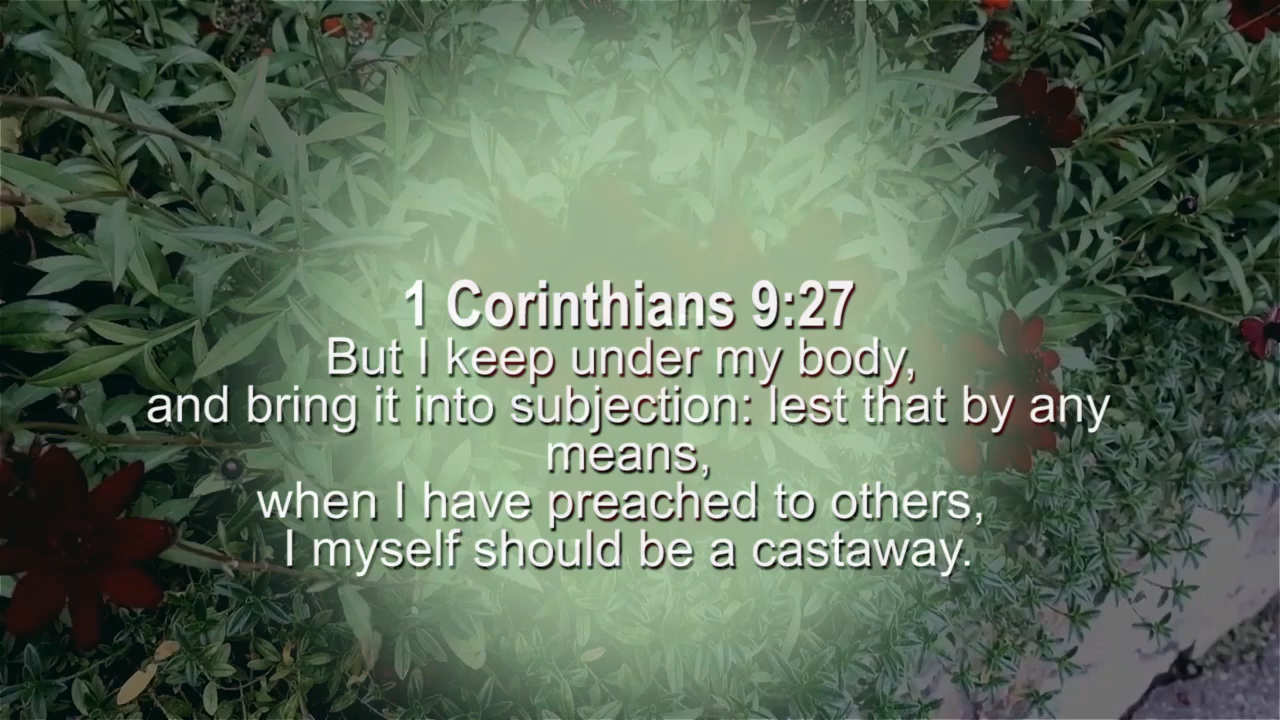 1 Corinthians 9:27
But I keep under my body,
and bring it into subjection: lest that by any
means,
when I have preached to others,
I myself should be a castaway.